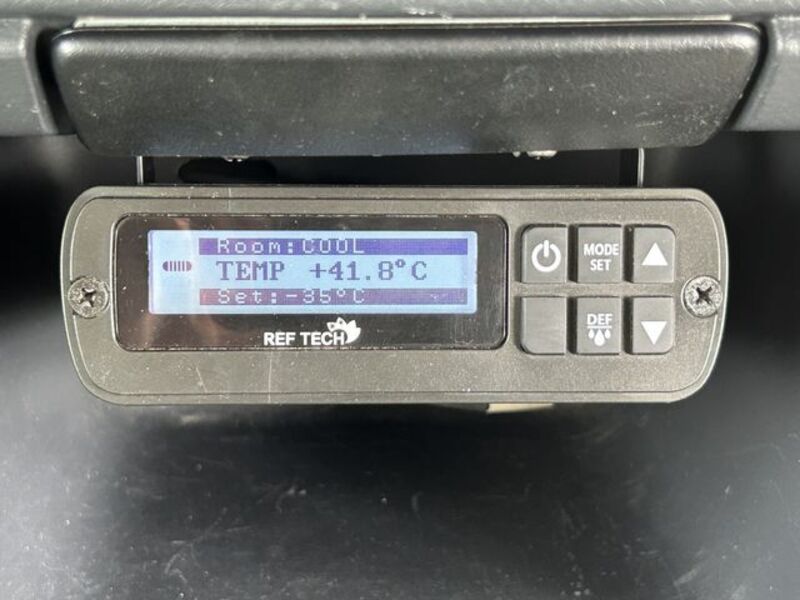 Room:COOL
TEMP +41.8°C
Set:-35°C
REF TECH
MODE
SET
DEF